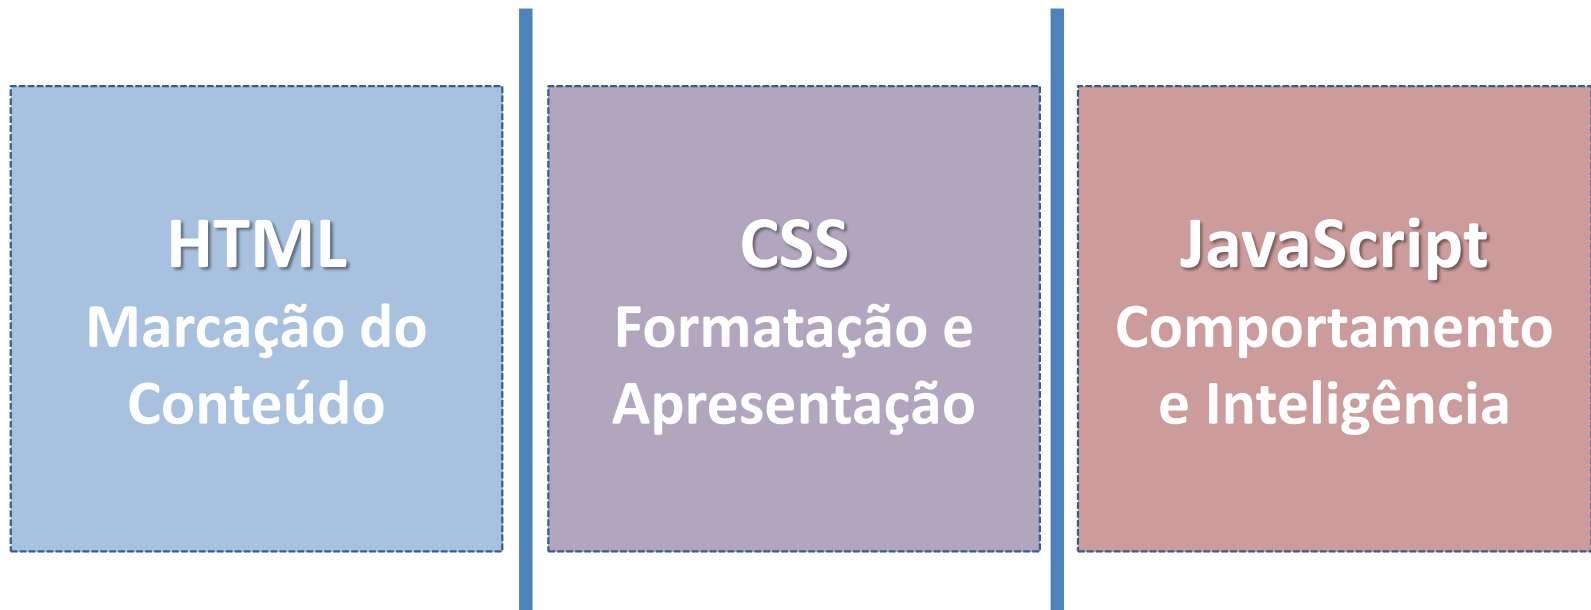 HTML
Marcação do
Conteúdo
CSS
Formatação e
Apresentação
JavaScript
Comportamento
e Inteligência